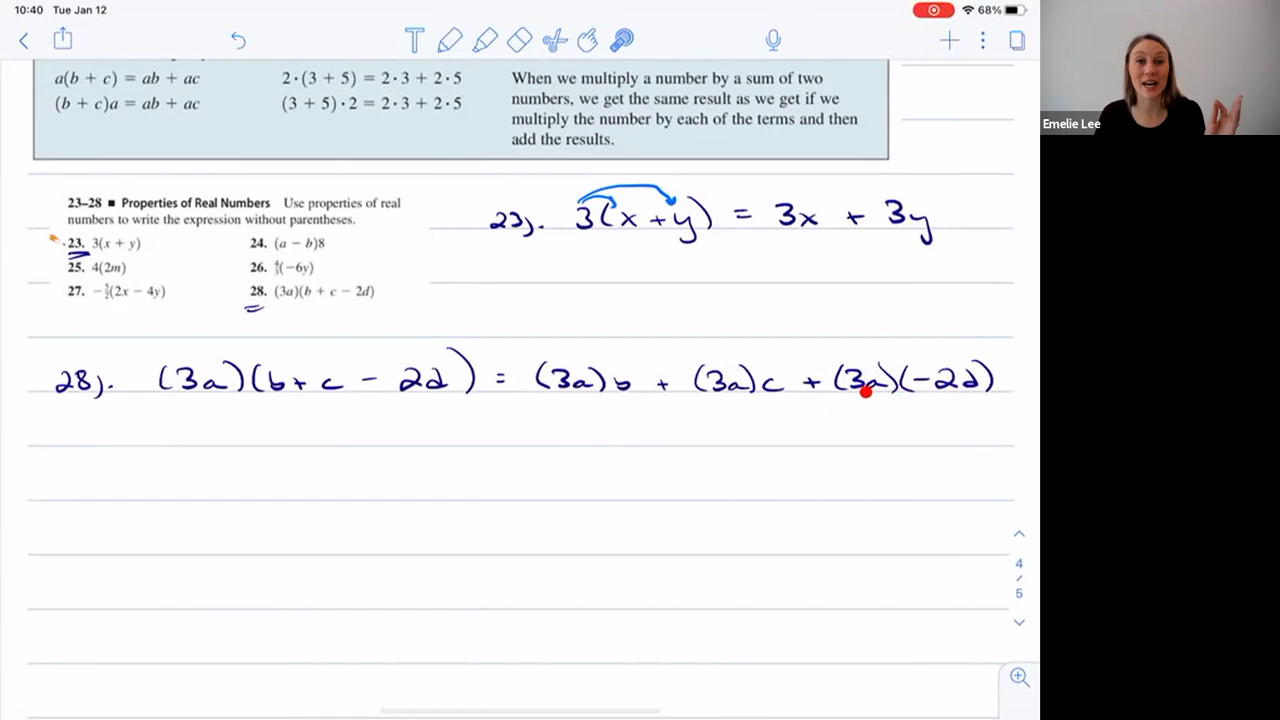 10:40 Tue Jan 12 68%
a(b + c) = ab + ac 2·(3 + 5) = 2·3 + 2·5 When we multiply a number by a sum of two
(b + c)a = ab + ac (3 + 5)·2 = 2·3 + 2·5 numbers, we get the same result as we get if we
multiply the number by each of the terms and then
add the results.
Emelie Lee
23–28 ■ Properties of Real Numbers Use properties of real
numbers to write the expression without parentheses.
23. 3(x + y) 24. (a − b)8
25. 4(2m) 26. (−6y)
27. − (2x − 4y) 28. (3a)(b + c − 2d)
23). 3(x + y) = 3x + 3y
28). (3a)(b + c − 2d) = (3a)b + (3a)c + (3a)(−2d)
4
/
5